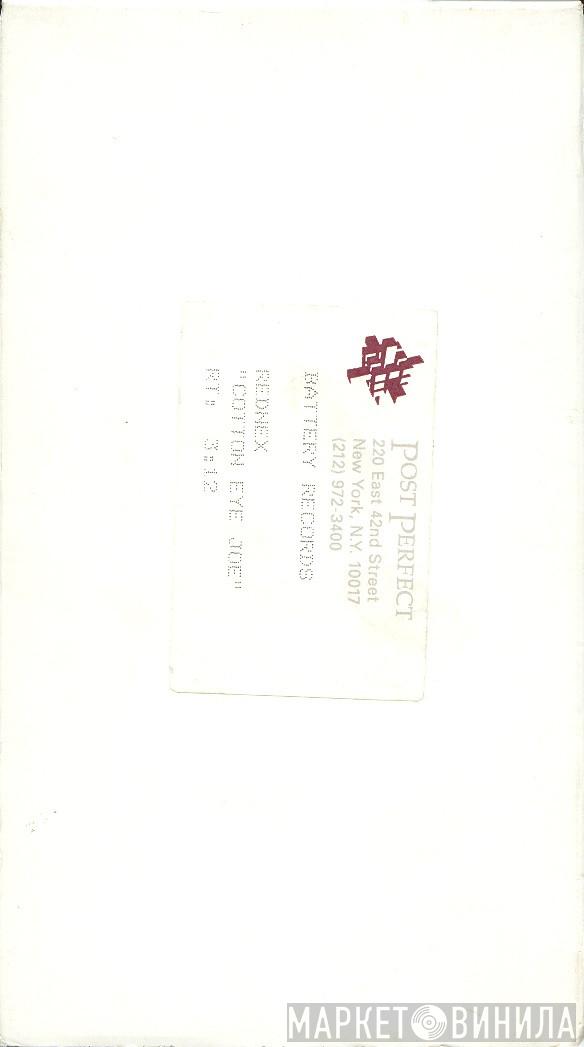 POST PERFECT
220 East 42nd Street
New York, N.Y. 10017
(212) 972-3400
BATTERY RECORDS
REDNEX
"COTTON EYE JOE"
RT: 3:12
МАРКЕТ ВИНИЛА